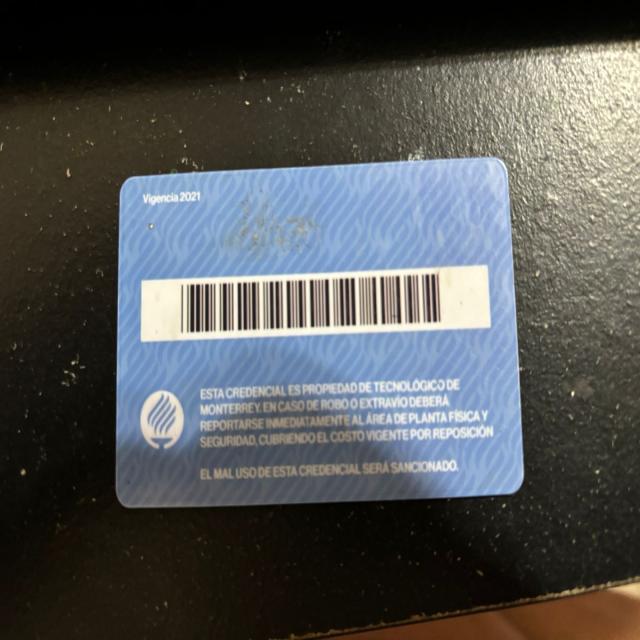 Vigencia 2021
ESTA CREDENCIAL ES PROPIEDAD DE TECNOLÓGICO DE
MONTERREY. EN CASO DE ROBO O EXTRAVÍO DEBERÁ
REPORTARSE INMEDIATAMENTE AL ÁREA DE PLANTA FÍSICA Y
SEGURIDAD, CUBRIENDO EL COSTO VIGENTE POR REPOSICIÓN
EL MAL USO DE ESTA CREDENCIAL SERÁ SANCIONADO.